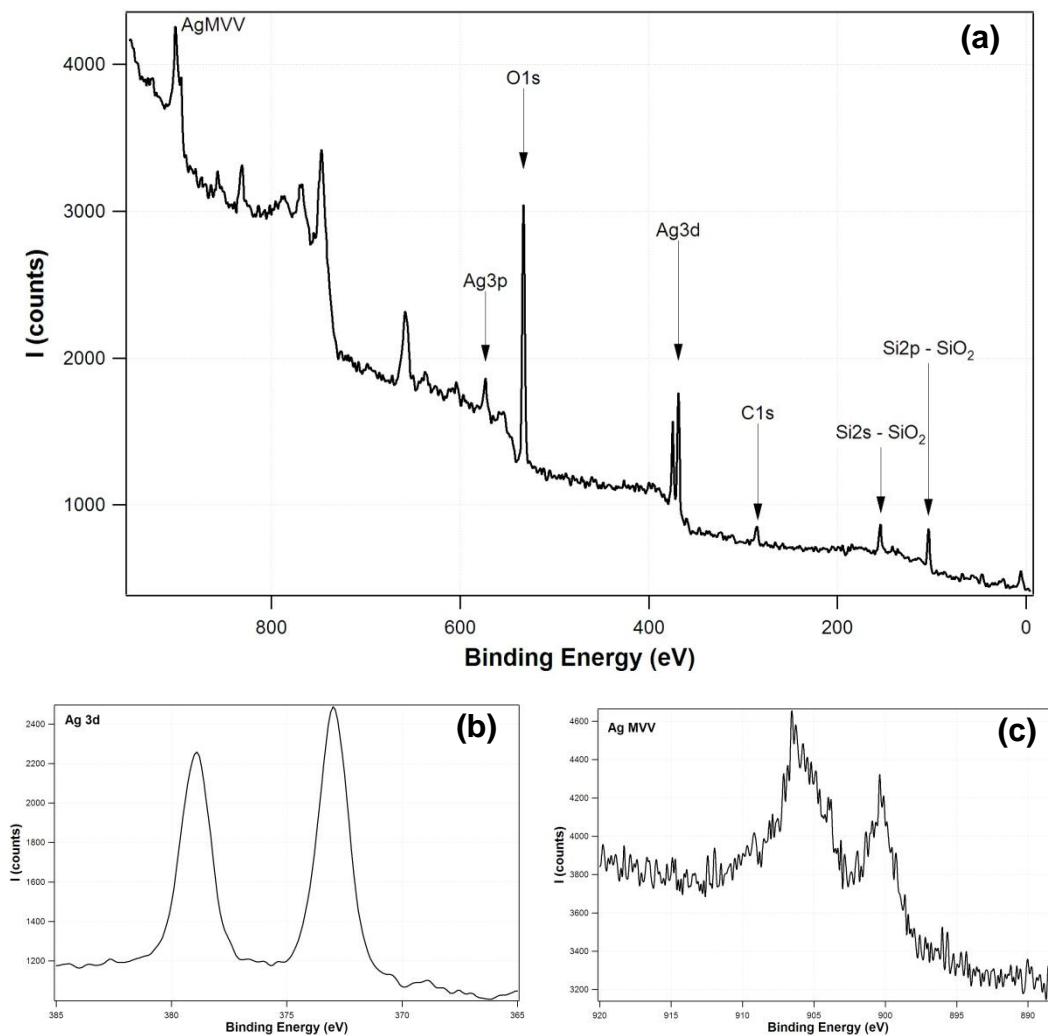 (a)
AgMVV
O1s
Ag3d
Ag3p
Si2p - SiO₂
C1s
Si2s - SiO₂
4000
3000
2000
1000
I (counts)
800 600 400 200 0
Binding Energy (eV)
Ag 3d
(b)
2400
2200
2000
1800
1600
1400
1200
I (counts)
385 380 375 370 365
Binding Energy (eV)
Ag MVV
(c)
4600
4400
4200
4000
3800
3600
3400
3200
I (counts)
920 915 910 905 900 895 890
Binding Energy (eV)